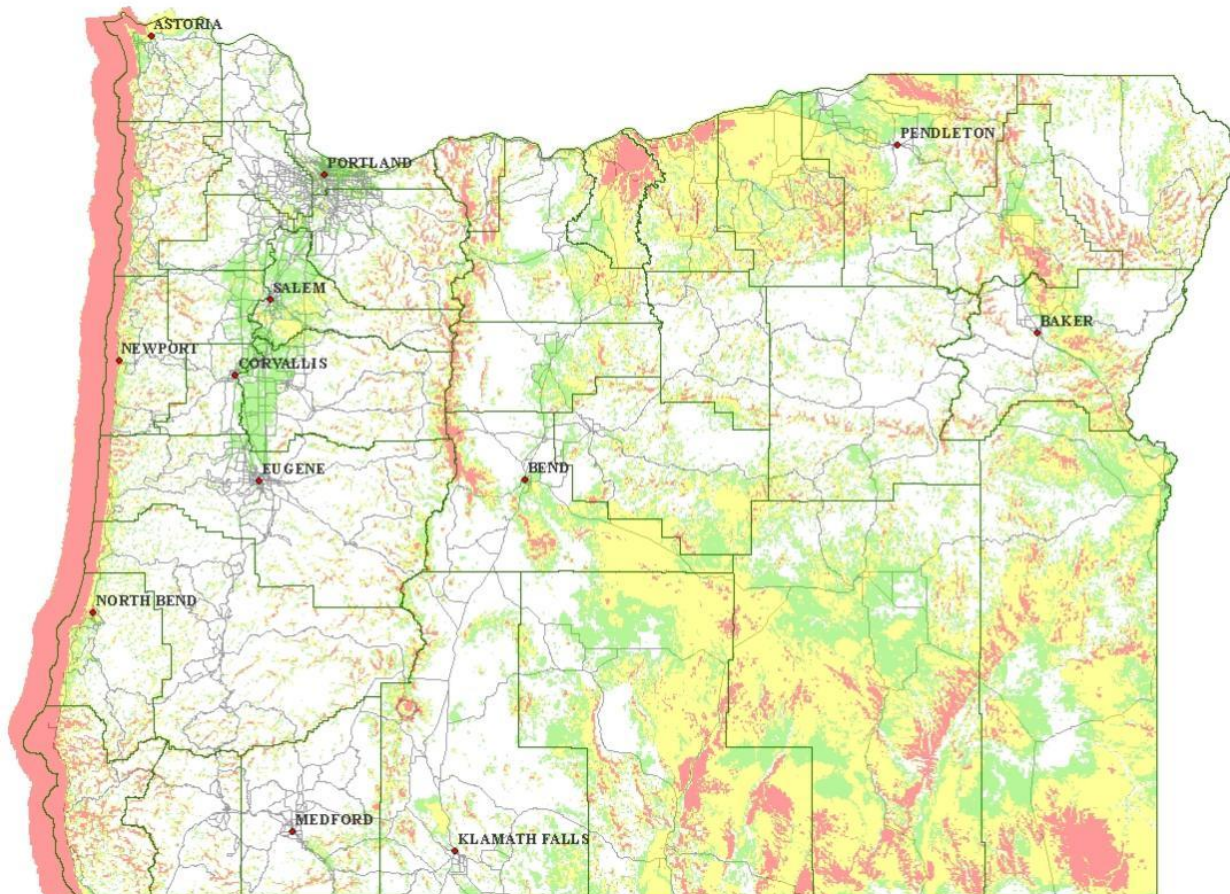 ASTORIA
PORTLAND
PENDLETON
SALEM
BAKER
NEWPORT
CORVALLIS
EUGENE
BEND
NORTH BEND
MEDFORD
KLAMATH FALLS